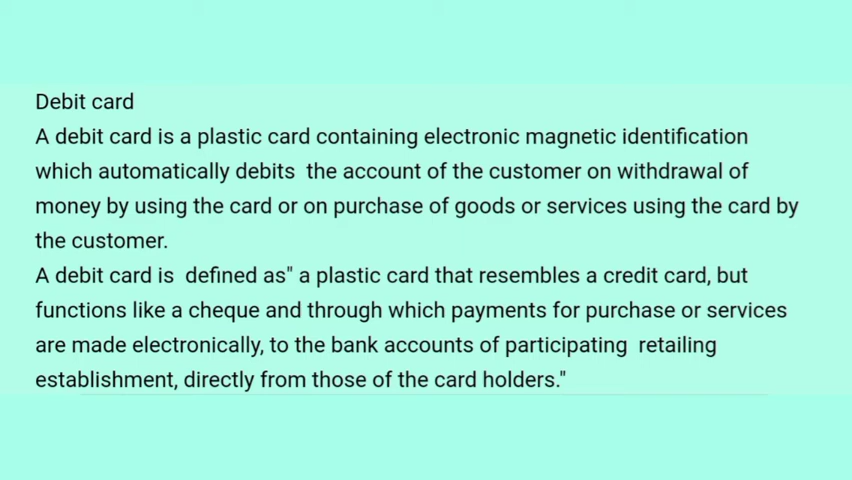 Debit card
A debit card is a plastic card containing electronic magnetic identification
which automatically debits  the account of the customer on withdrawal of
money by using the card or on purchase of goods or services using the card by
the customer.
A debit card is  defined as" a plastic card that resembles a credit card, but
functions like a cheque and through which payments for purchase or services
are made electronically, to the bank accounts of participating  retailing
establishment, directly from those of the card holders."